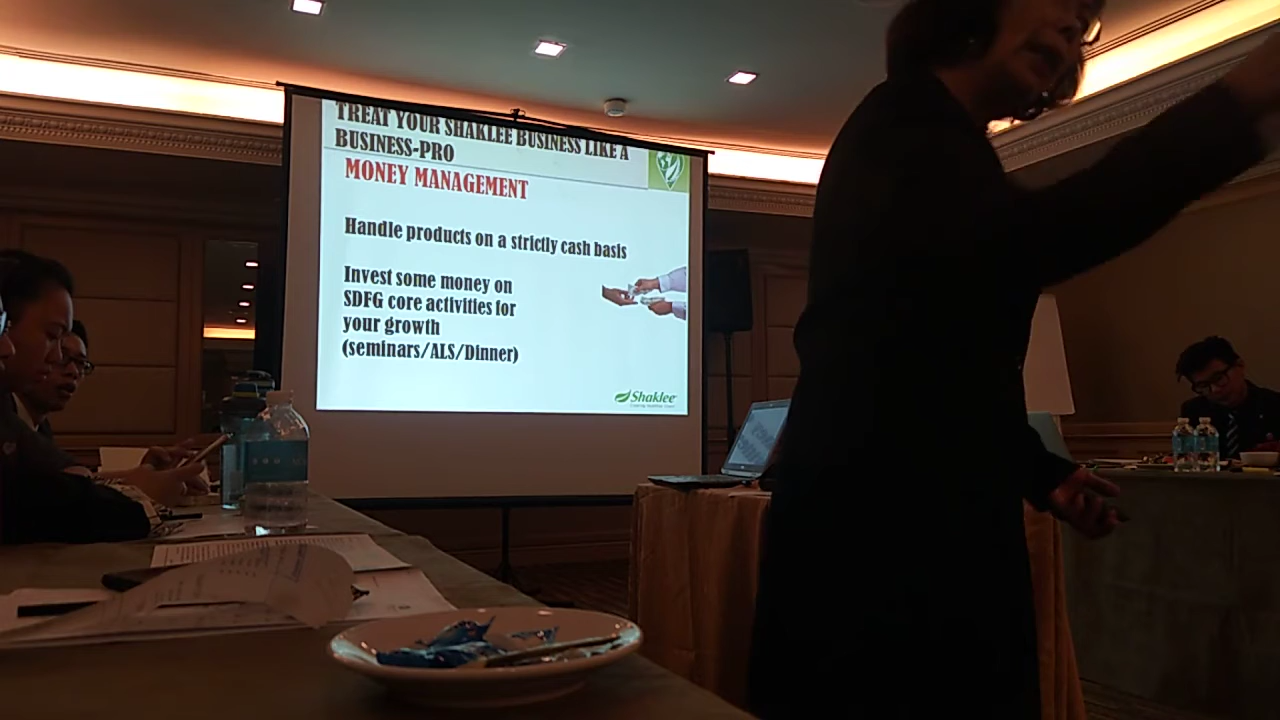 TREAT YOUR SHAKLEE BUSINESS LIKE A
BUSINESS-PRO
MONEY MANAGEMENT
Handle products on a strictly cash basis
Invest some money on
SDFG core activities for
your growth
(seminars/ALS/Dinner)
Shaklee